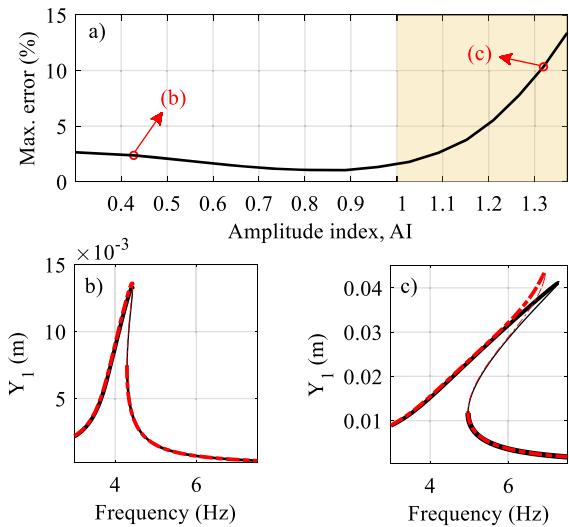 a)
Max. error (%)
15
10
5
0
(b)
(c)
0.4 0.5 0.6 0.7 0.8 0.9 1 1.1 1.2 1.3
Amplitude index, AI
×10⁻³
b)
Y₁ (m)
15
10
5
4 6
Frequency (Hz)
c)
Y₁ (m)
0.04
0.03
0.02
0.01
4 6
Frequency (Hz)